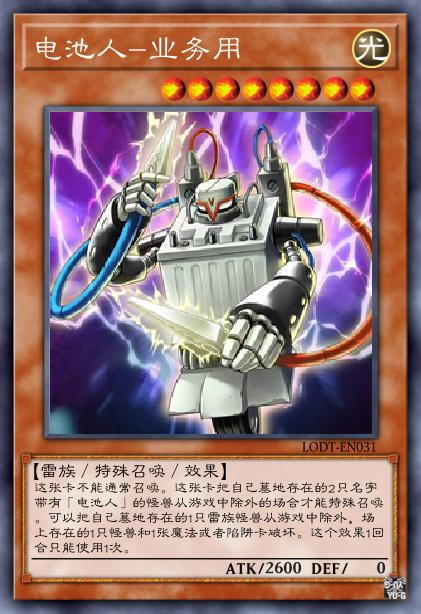 电池人-业务用
光
LODT-EN031
【雷族／特殊召唤／效果】
这张卡不能通常召唤。这张卡把自己墓地存在的2只名字
带有「电池人」的怪兽从游戏中除外的场合才能特殊召唤
。可以把自己墓地存在的1只雷族怪兽从游戏中除外，场
上存在的1只怪兽和1张魔法或者陷阱卡破坏。这个效果1回
合只能使用1次。
ATK/2600 DEF/ 0